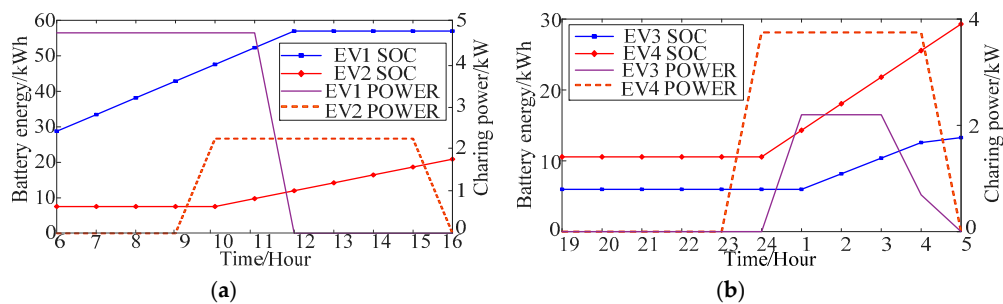 60
50
40
30
20
10
0
Battery energy/kWh
EV1 SOC
EV2 SOC
EV1 POWER
EV2 POWER
5
4
3
2
1
0
Charing power/kW
6 7 8 9 10 11 12 13 14 15 16
Time/Hour
(a)
30
20
10
0
Battery energy/kWh
EV3 SOC
EV4 SOC
EV3 POWER
EV4 POWER
4
2
0
Charing power/kW
19 20 21 22 23 24 1 2 3 4 5
Time/Hour
(b)